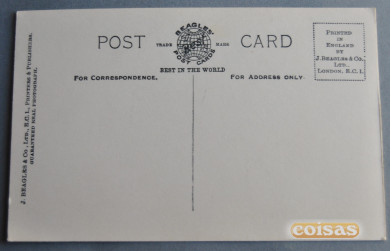 POST TRADE MARK CARD
BEAGLES'
POST CARDS
BEST IN THE WORLD
FOR CORRESPONDENCE.
FOR ADDRESS ONLY.
PRINTED
IN
ENGLAND
BY
J. BEAGLES & CO.,
LTD.,
LONDON, E.C.1.
J. BEAGLES & CO., LTD., E.C.1., PRINTERS & PUBLISHERS.
GUARANTEED REAL PHOTOGRAPH.
coisas